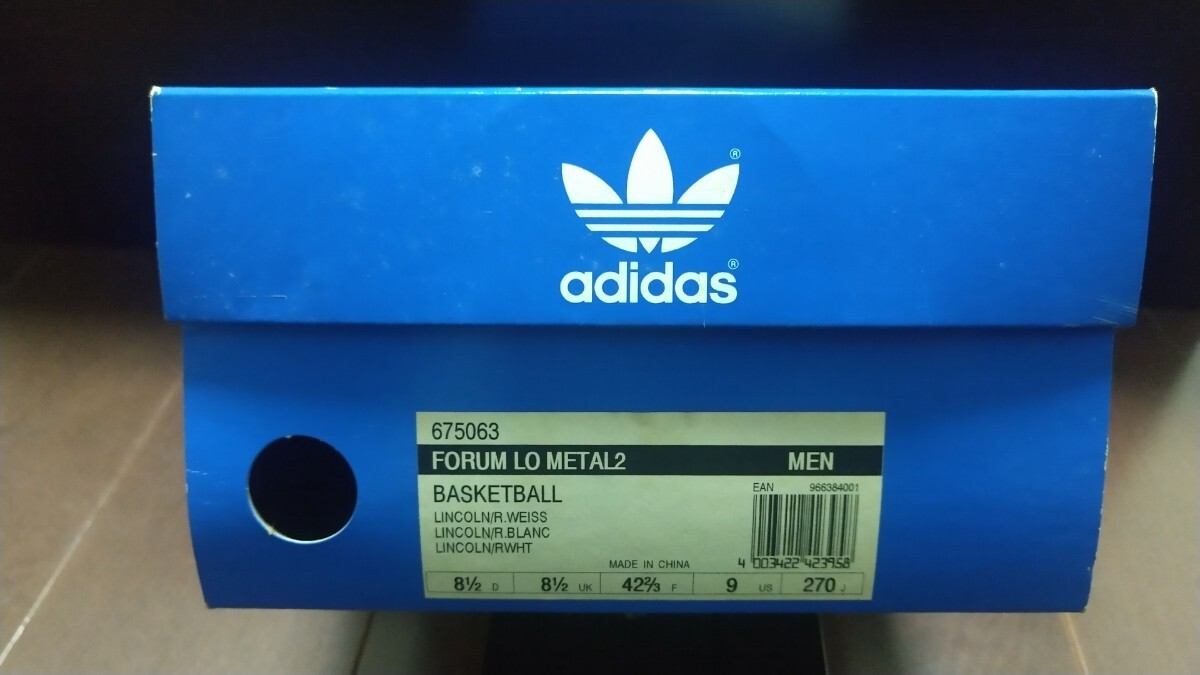 ®
adidas®
675063
FORUM LO METAL2 MEN
BASKETBALL
EAN 966384001
LINCOLN/R.WEISS
LINCOLN/R.BLANC
LINCOLN/RWHT
MADE IN CHINA
4 003422 423958
8½ D 8½ UK 42⅔ F 9 US 270 J